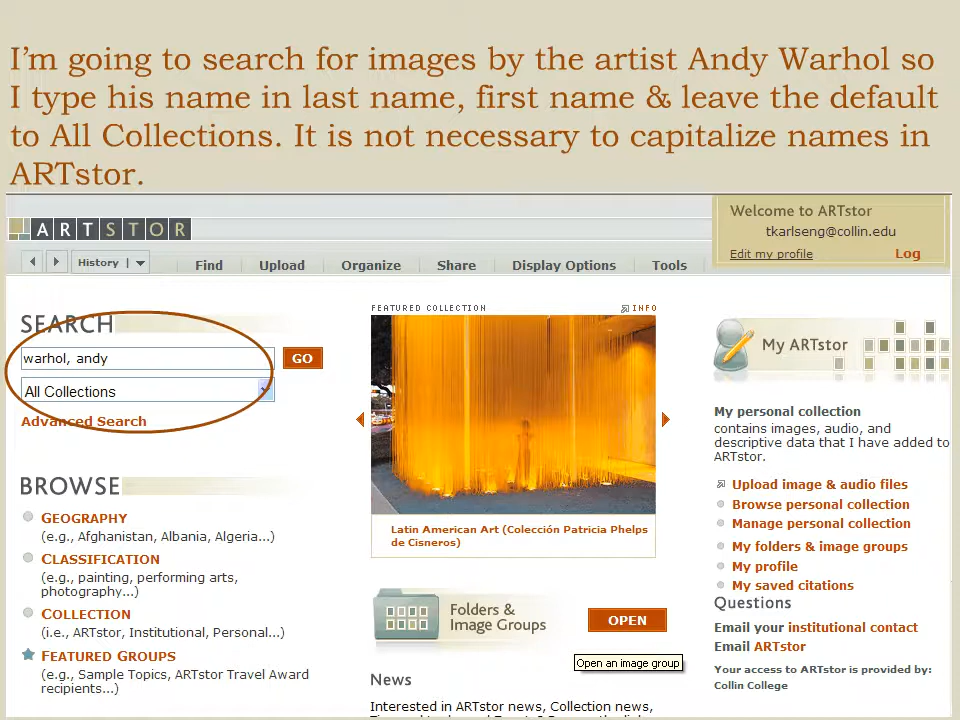 I'm going to search for images by the artist Andy Warhol so
I type his name in last name, first name & leave the default
to All Collections. It is not necessary to capitalize names in
ARTstor.
ARTSTOR
Welcome to ARTstor
tkarlseng@collin.edu
Edit my profile
Log
History |
Find
Upload
Organize
Share
Display Options
Tools
SEARCH
warhol, andy
GO
All Collections
Advanced Search
BROWSE
GEOGRAPHY
(e.g., Afghanistan, Albania, Algeria...)
CLASSIFICATION
(e.g., painting, performing arts,
photography...)
COLLECTION
(i.e., ARTstor, Institutional, Personal...)
FEATURED GROUPS
(e.g., Sample Topics, ARTstor Travel Award
recipients...)
FEATURED COLLECTION
INFO
Latin American Art (Colección Patricia Phelps
de Cisneros)
Folders &
Image Groups
OPEN
Open an image group
News
Interested in ARTstor news, Collection news,
My ARTstor
My personal collection
contains images, audio, and
descriptive data that I have added to
ARTstor.
Upload image & audio files
Browse personal collection
Manage personal collection
My folders & image groups
My profile
My saved citations
Questions
Email your institutional contact
Email ARTstor
Your access to ARTstor is provided by:
Collin College